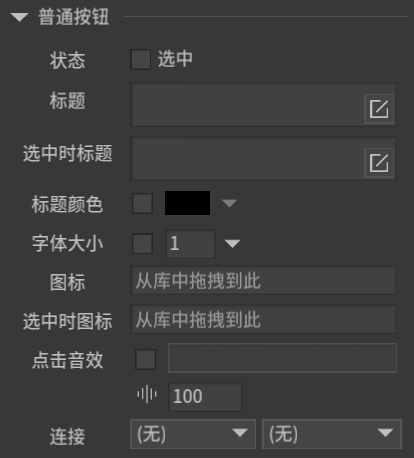 普通按钮
状态 选中
标题
选中时标题
标题颜色
字体大小 1
图标 从库中拖拽到此
选中时图标 从库中拖拽到此
点击音效
100
连接 (无) (无)